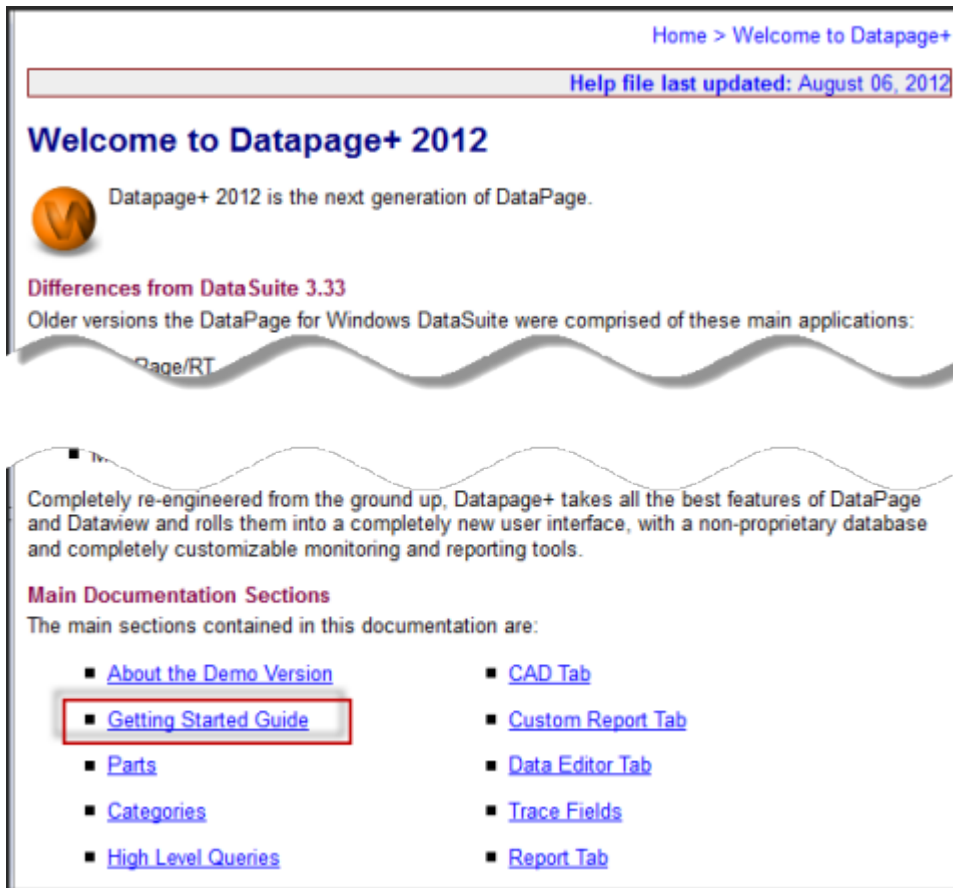 Home > Welcome to Datapage+
Help file last updated: August 06, 2012
Welcome to Datapage+ 2012
Datapage+ 2012 is the next generation of DataPage.
Differences from DataSuite 3.33
Older versions the DataPage for Windows DataSuite were comprised of these main applications:
Page/RT
Completely re-engineered from the ground up, Datapage+ takes all the best features of DataPage
and Dataview and rolls them into a completely new user interface, with a non-proprietary database
and completely customizable monitoring and reporting tools.
Main Documentation Sections
The main sections contained in this documentation are:
■ About the Demo Version
■ Getting Started Guide
■ Parts
■ Categories
■ High Level Queries
■ CAD Tab
■ Custom Report Tab
■ Data Editor Tab
■ Trace Fields
■ Report Tab